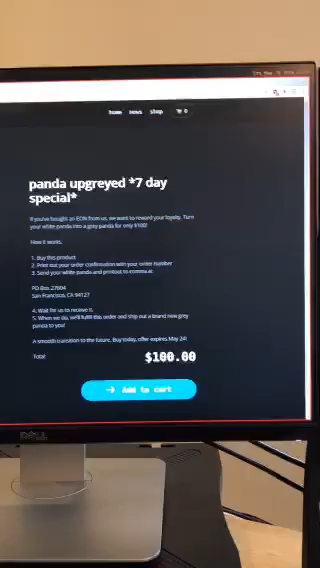 home news shop 0
panda upgreyed *7 day
special*
If you've bought an EON from us, we want to reward your loyalty. Turn
your white panda into a grey panda for only $100!
How it works.
1. Buy this product
2. Print out your order confirmation with your order number
3. Send your white panda and printout to comma at:
PO Box 27604
San Francisco, CA 94127
4. Wait for us to receive it.
5. When we do, we'll fulfill this order and ship out a brand new grey
panda to you!
A smooth transition to the future. Buy today, offer expires May 24!
Total: $100.00
Add to cart
DELL